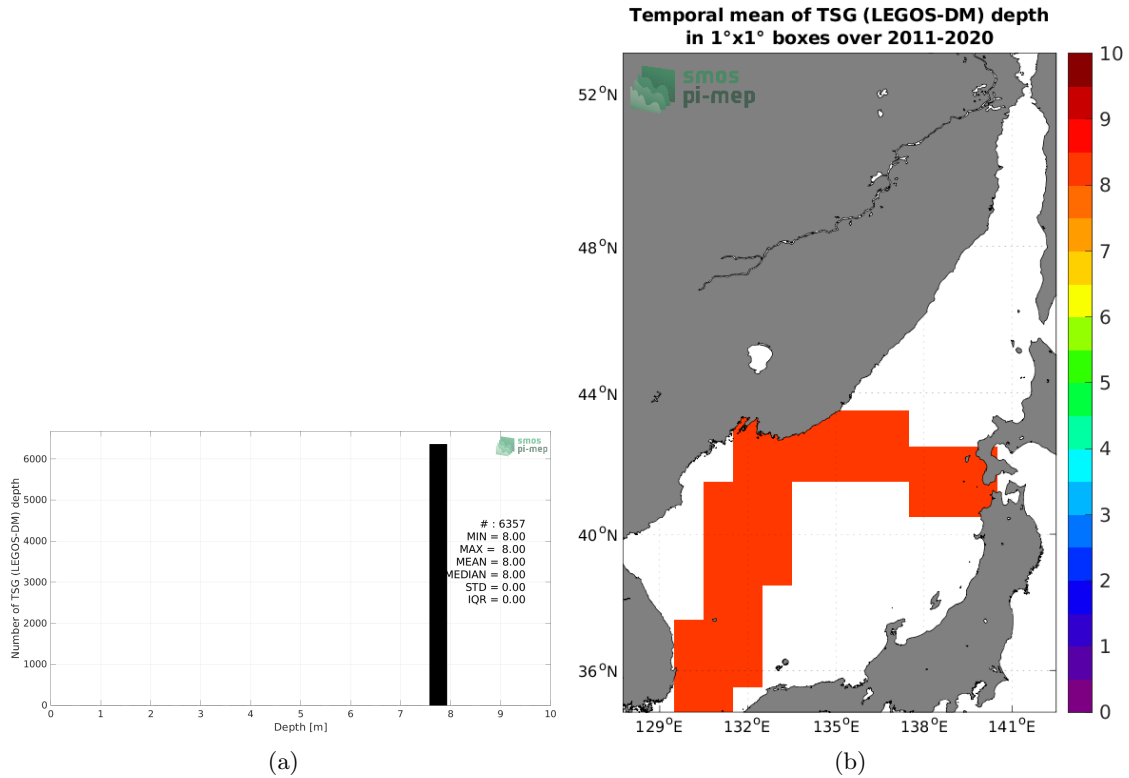 Temporal mean of TSG (LEGOS-DM) depth
in 1°x1° boxes over 2011-2020
smos
pi-mep
52°N
48°N
44°N
40°N
36°N
129°E 132°E 135°E 138°E 141°E
10
9
8
7
6
5
4
3
2
1
0
Number of TSG (LEGOS-DM) depth
6000
5000
4000
3000
2000
1000
0
smos
pi-mep
# : 6357
MIN = 8.00
MAX = 8.00
MEAN = 8.00
MEDIAN = 8.00
STD = 0.00
IQR = 0.00
0 1 2 3 4 5 6 7 8 9 10
Depth [m]
(a)
(b)